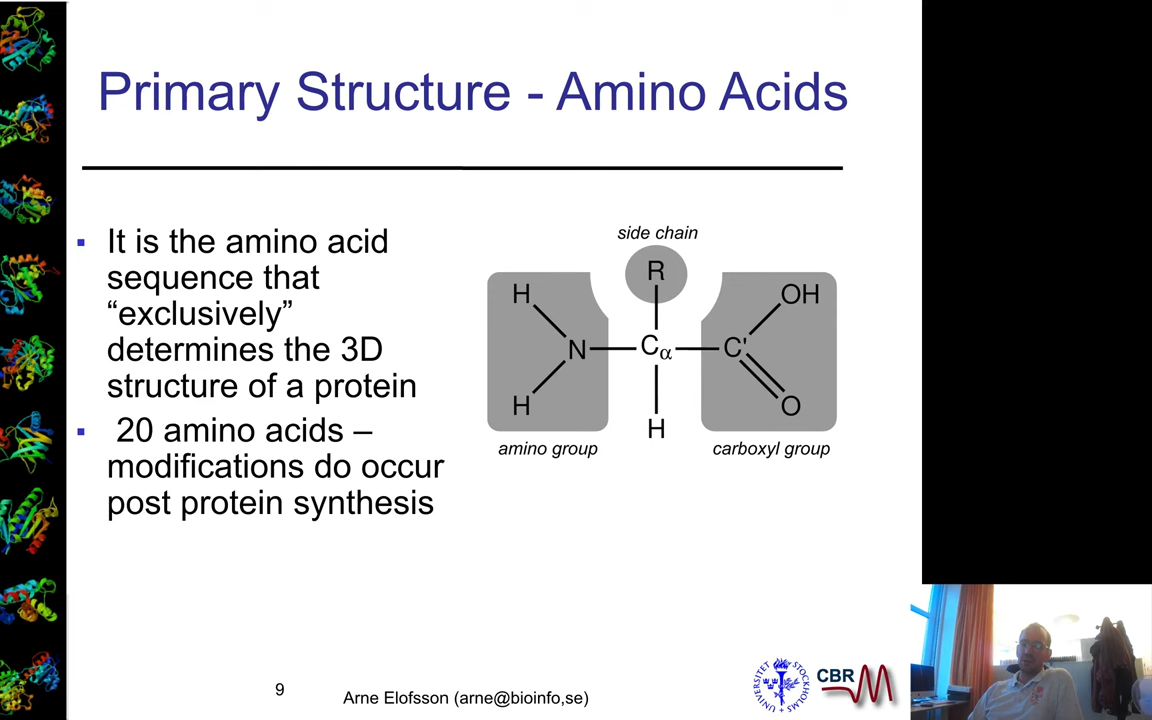 Primary Structure - Amino Acids
▪ It is the amino acid
sequence that
“exclusively”
determines the 3D
structure of a protein
▪ 20 amino acids –
modifications do occur
post protein synthesis
side chain
R
H
OH
N
Cα
C'
H
O
H
amino group
carboxyl group
9
Arne Elofsson (arne@bioinfo,se)
UNIVERSITET STOCKHOLMS
CBR